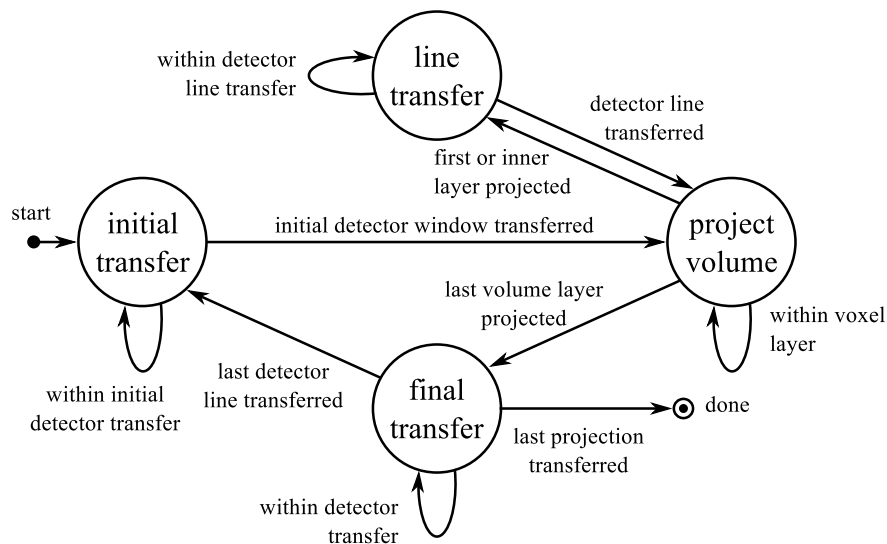 within detector
line transfer
line
transfer
detector line
transferred
first or inner
layer projected
start
initial
transfer
initial detector window transferred
project
volume
last volume layer
projected
within voxel
layer
within initial
detector transfer
last detector
line transferred
final
transfer
done
last projection
transferred
within detector
transfer